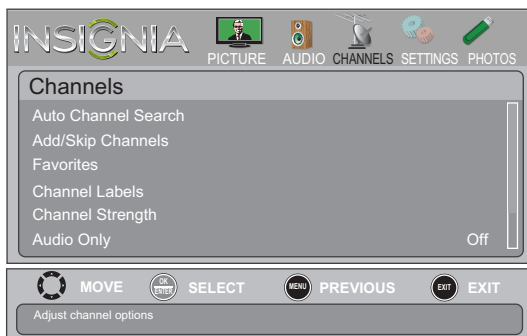 INSIGNIA
PICTURE AUDIO CHANNELS SETTINGS PHOTOS
Channels
Auto Channel Search
Add/Skip Channels
Favorites
Channel Labels
Channel Strength
Audio Only Off
MOVE OK ENTER SELECT MENU PREVIOUS EXIT EXIT
Adjust channel options